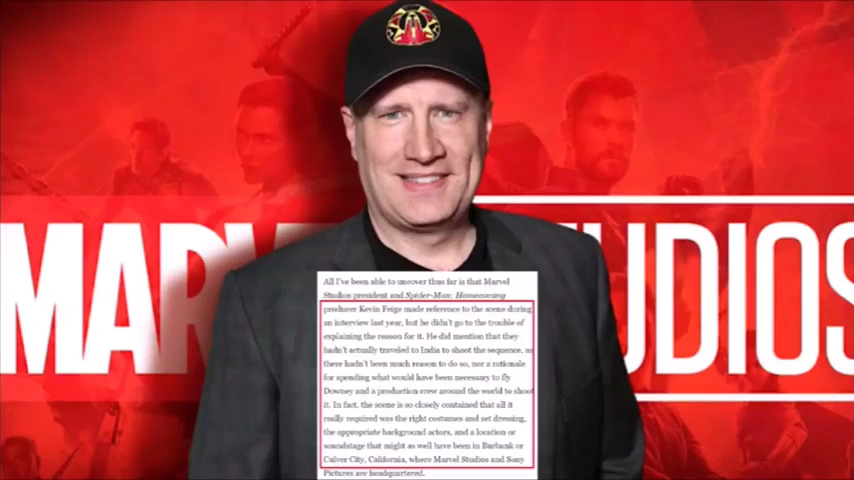 MARV
STUDIOS
All I've been able to uncover thus far is that Marvel
Studios president and Spider-Man: Homecoming
producer Kevin Feige made reference to the scene during
an interview last year, but he didn't go to the trouble of
explaining the reason for it. He did mention that they
hadn't actually traveled to India to shoot the sequence, as
there hadn't been much reason to do so, nor a rationale
for spending what would have been necessary to fly
Downey and a production crew around the world to shoot
it. In fact, the scene is so closely contained that all it
really required was the right costumes and set dressing,
the appropriate background actors, and a location or
soundstage that might as well have been in Burbank or
Culver City, California, where Marvel Studios and Sony
Pictures are headquartered.